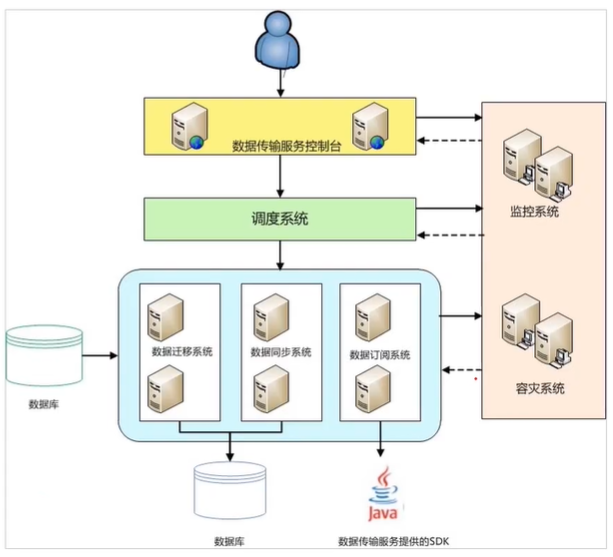 数据传输服务控制台
调度系统
监控系统
数据迁移系统
数据同步系统
数据订阅系统
容灾系统
数据库
Java
数据库
数据传输服务提供的SDK